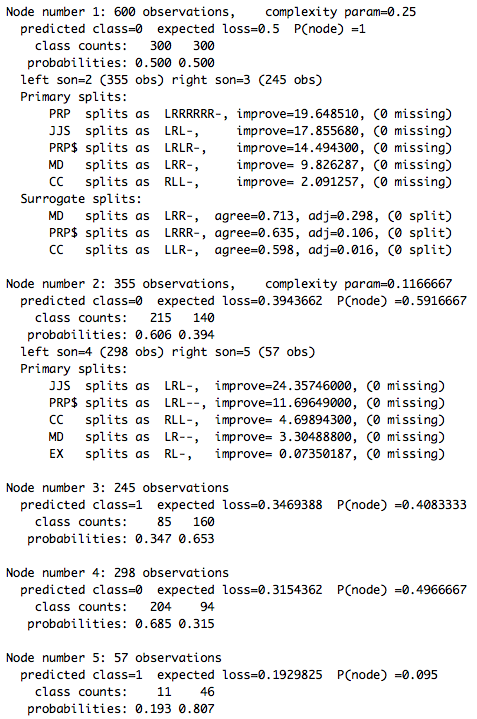 Node number 1: 600 observations,    complexity param=0.25
  predicted class=0  expected loss=0.5  P(node) =1
    class counts:   300   300
   probabilities: 0.500 0.500
  left son=2 (355 obs) right son=3 (245 obs)
  Primary splits:
      PRP  splits as  LRRRRRR-, improve=19.648510, (0 missing)
      JJS  splits as  LRL-,     improve=17.855680, (0 missing)
      PRP$ splits as  LRLR-,    improve=14.494300, (0 missing)
      MD   splits as  LRR-,     improve= 9.826287, (0 missing)
      CC   splits as  RLL-,     improve= 2.091257, (0 missing)
  Surrogate splits:
      MD   splits as  LRR-,  agree=0.713, adj=0.298, (0 split)
      PRP$ splits as  LRRR-, agree=0.635, adj=0.106, (0 split)
      CC   splits as  LLR-,  agree=0.598, adj=0.016, (0 split)

Node number 2: 355 observations,    complexity param=0.1166667
  predicted class=0  expected loss=0.3943662  P(node) =0.5916667
    class counts:   215   140
   probabilities: 0.606 0.394
  left son=4 (298 obs) right son=5 (57 obs)
  Primary splits:
      JJS  splits as  LRL-,  improve=24.35746000, (0 missing)
      PRP$ splits as  LRL--, improve=11.69649000, (0 missing)
      CC   splits as  RLL-,  improve= 4.69894300, (0 missing)
      MD   splits as  LR--,  improve= 3.30488800, (0 missing)
      EX   splits as  RL-,   improve= 0.07350187, (0 missing)

Node number 3: 245 observations
  predicted class=1  expected loss=0.3469388  P(node) =0.4083333
    class counts:    85   160
   probabilities: 0.347 0.653

Node number 4: 298 observations
  predicted class=0  expected loss=0.3154362  P(node) =0.4966667
    class counts:   204    94
   probabilities: 0.685 0.315

Node number 5: 57 observations
  predicted class=1  expected loss=0.1929825  P(node) =0.095
    class counts:    11    46
   probabilities: 0.193 0.807